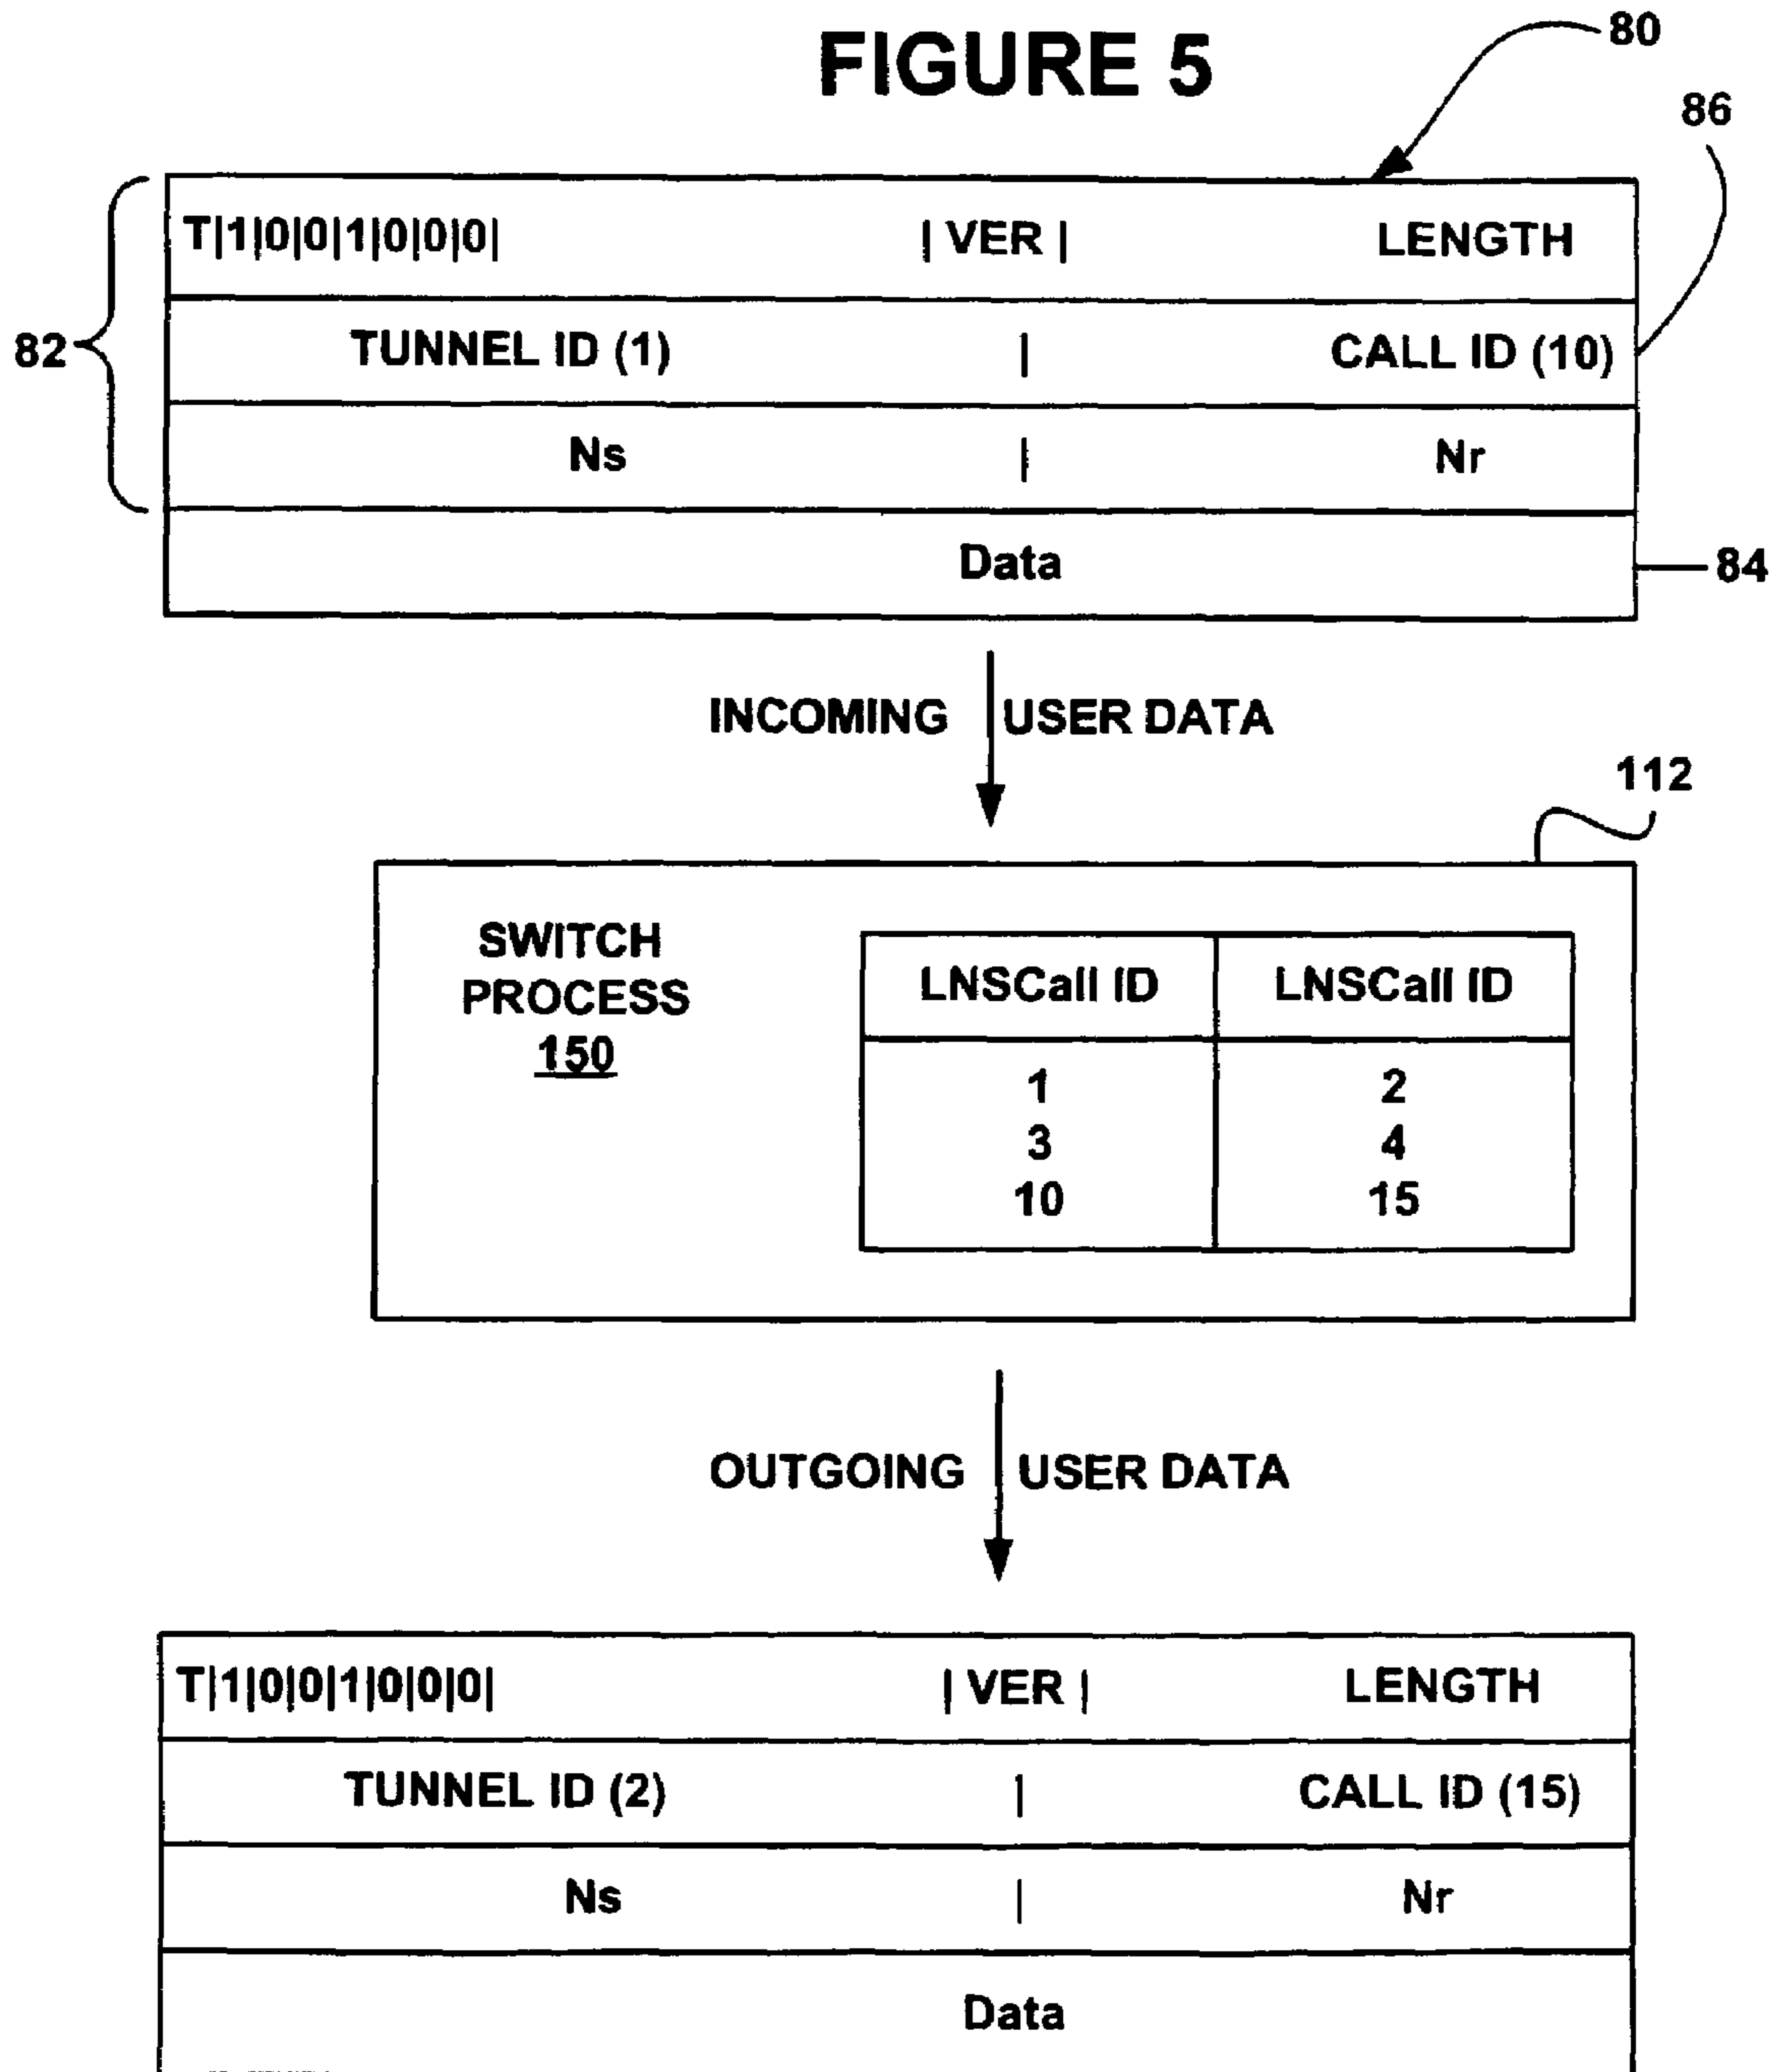 FIGURE 5
80
86
T|1|0|0|1|0|0|0| | VER | LENGTH
82
TUNNEL ID (1) | CALL ID (10)
Ns | Nr
Data
84
INCOMING USER DATA
112
SWITCH
PROCESS
150
LNSCall ID LNSCall ID
1 2
3 4
10 15
OUTGOING USER DATA
T|1|0|0|1|0|0|0| | VER | LENGTH
TUNNEL ID (2) | CALL ID (15)
Ns | Nr
Data